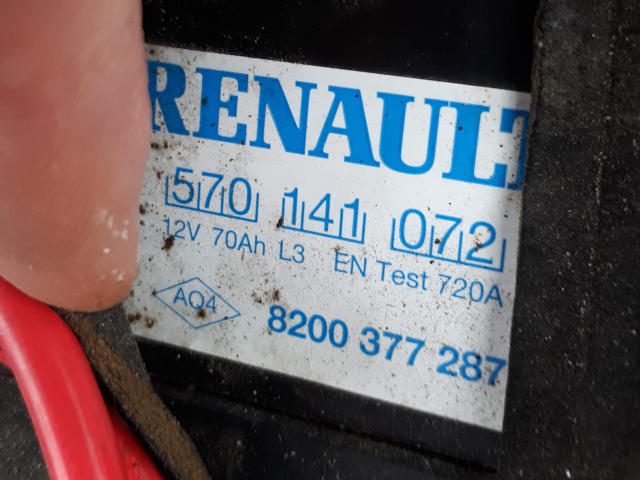 RENAULT
570 141 072
12V 70Ah L3 EN Test 720A
AQ4
8200 377 287